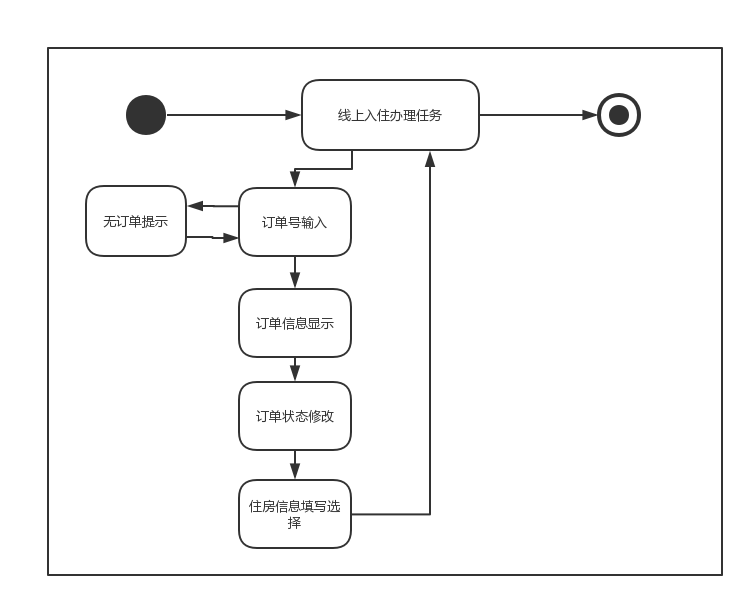 线上入住办理任务
无订单提示
订单号输入
订单信息显示
订单状态修改
住房信息填写选
择